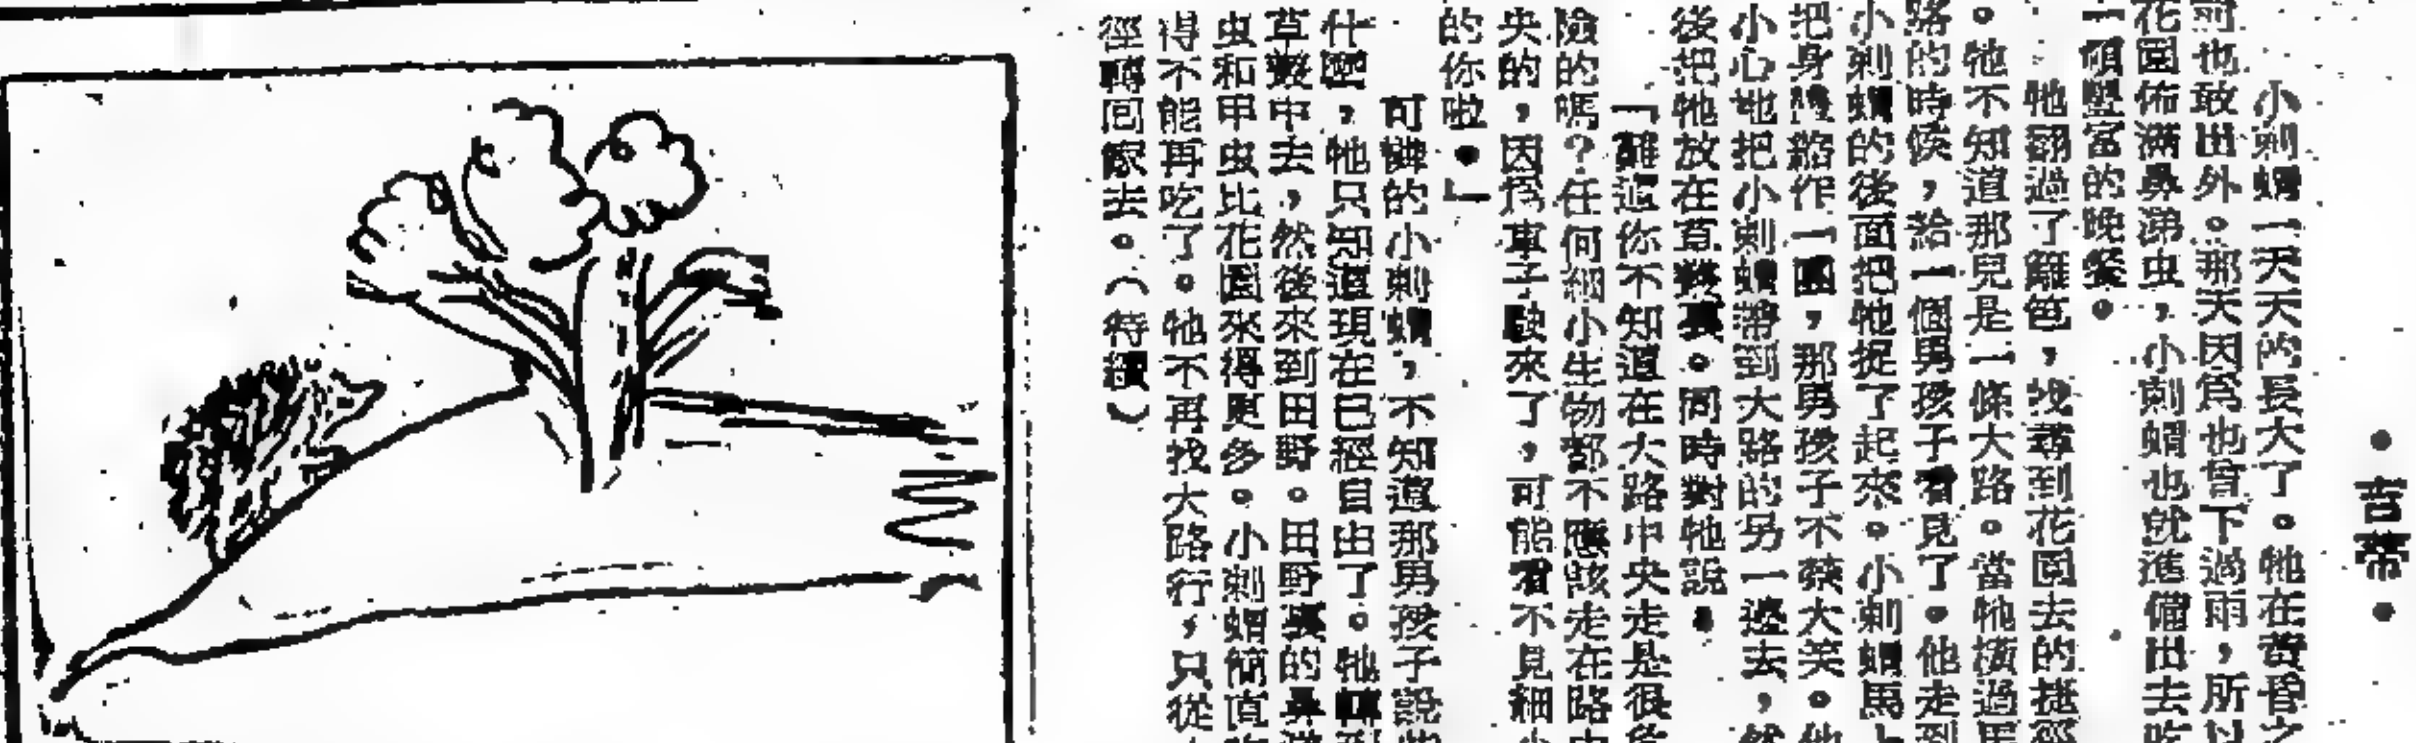 •吉蒂•
小刺蝟一天天的長大了。牠在黃昏之
前也敢出外。那天因為也曾下過雨，所以
花園佈滿鼻涕虫，小刺蝟也就準備出去吃
一頓豐富的晚餐。
牠翻過了籬笆，找尋到花園去的捷徑
。牠不知道那兒是一條大路。當牠橫過馬
路的時候，給一個男孩子看見了。他走到
小刺蝟的後面把牠捉了起來。小刺蝟馬上
把身體縮作一團，那男孩子不禁大笑。他
小心地把小刺蝟帶到大路的另一邊去，然
後把牠放在草叢裏。同時對牠說：
「難道你不知道在大路中央走是很危
險的嗎？任何細小生物都不應該走在路中
央的，因爲車子駛來了，可能看不見細小
的你啦。」
可憐的小刺蝟，不知道那男孩子說些
什麼，牠只知道現在已經自由了。牠轉到
草叢中去，然後來到田野。田野裏的鼻涕
虫和甲虫比花園來得更多。小刺蝟簡直
得不能再吃了。牠不再找大路行，只從
徑轉囘家去。（待續）